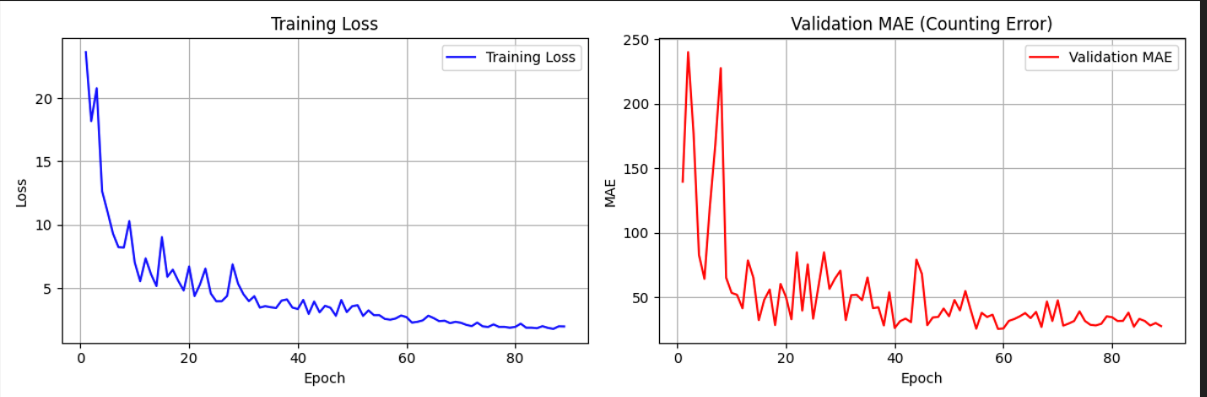 Training Loss
Training Loss
Loss
20
15
10
5
0
20
40
60
80
Epoch
Validation MAE (Counting Error)
Validation MAE
MAE
250
200
150
100
50
0
20
40
60
80
Epoch